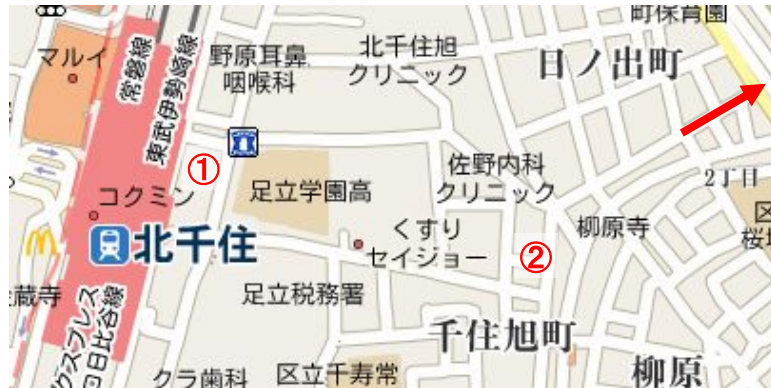 町保育園
マルイ
常磐線
東武伊勢崎線
野原耳鼻
咽喉科
北千住旭
クリニック
日ノ出町
①
コクミン
足立学園高
佐野内科
クリニック
2丁目
北千住
くすり
セイジョー
②
柳原寺
区
桜
蔵寺
足立税務署
千住旭町
クスプレス
日比谷線
クラ歯科
区立千寿常
柳原